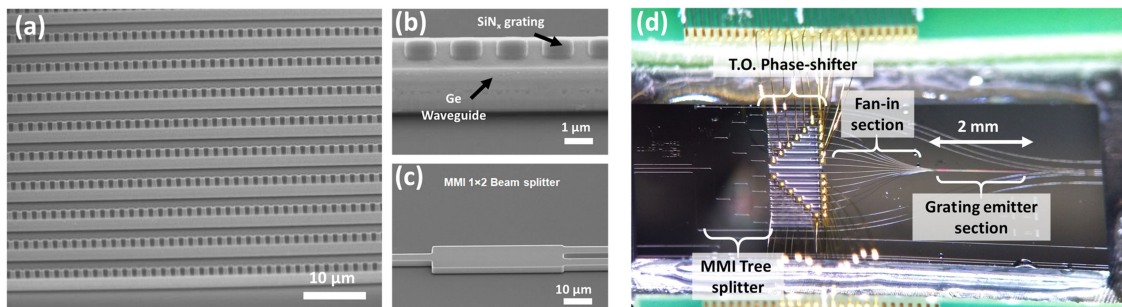 (a)
10 μm
(b)
SiNx grating
Ge
Waveguide
1 μm
(c)
MMI 1×2 Beam splitter
10 μm
(d)
T.O. Phase-shifter
Fan-in
section
2 mm
Grating emitter
section
MMI Tree
splitter